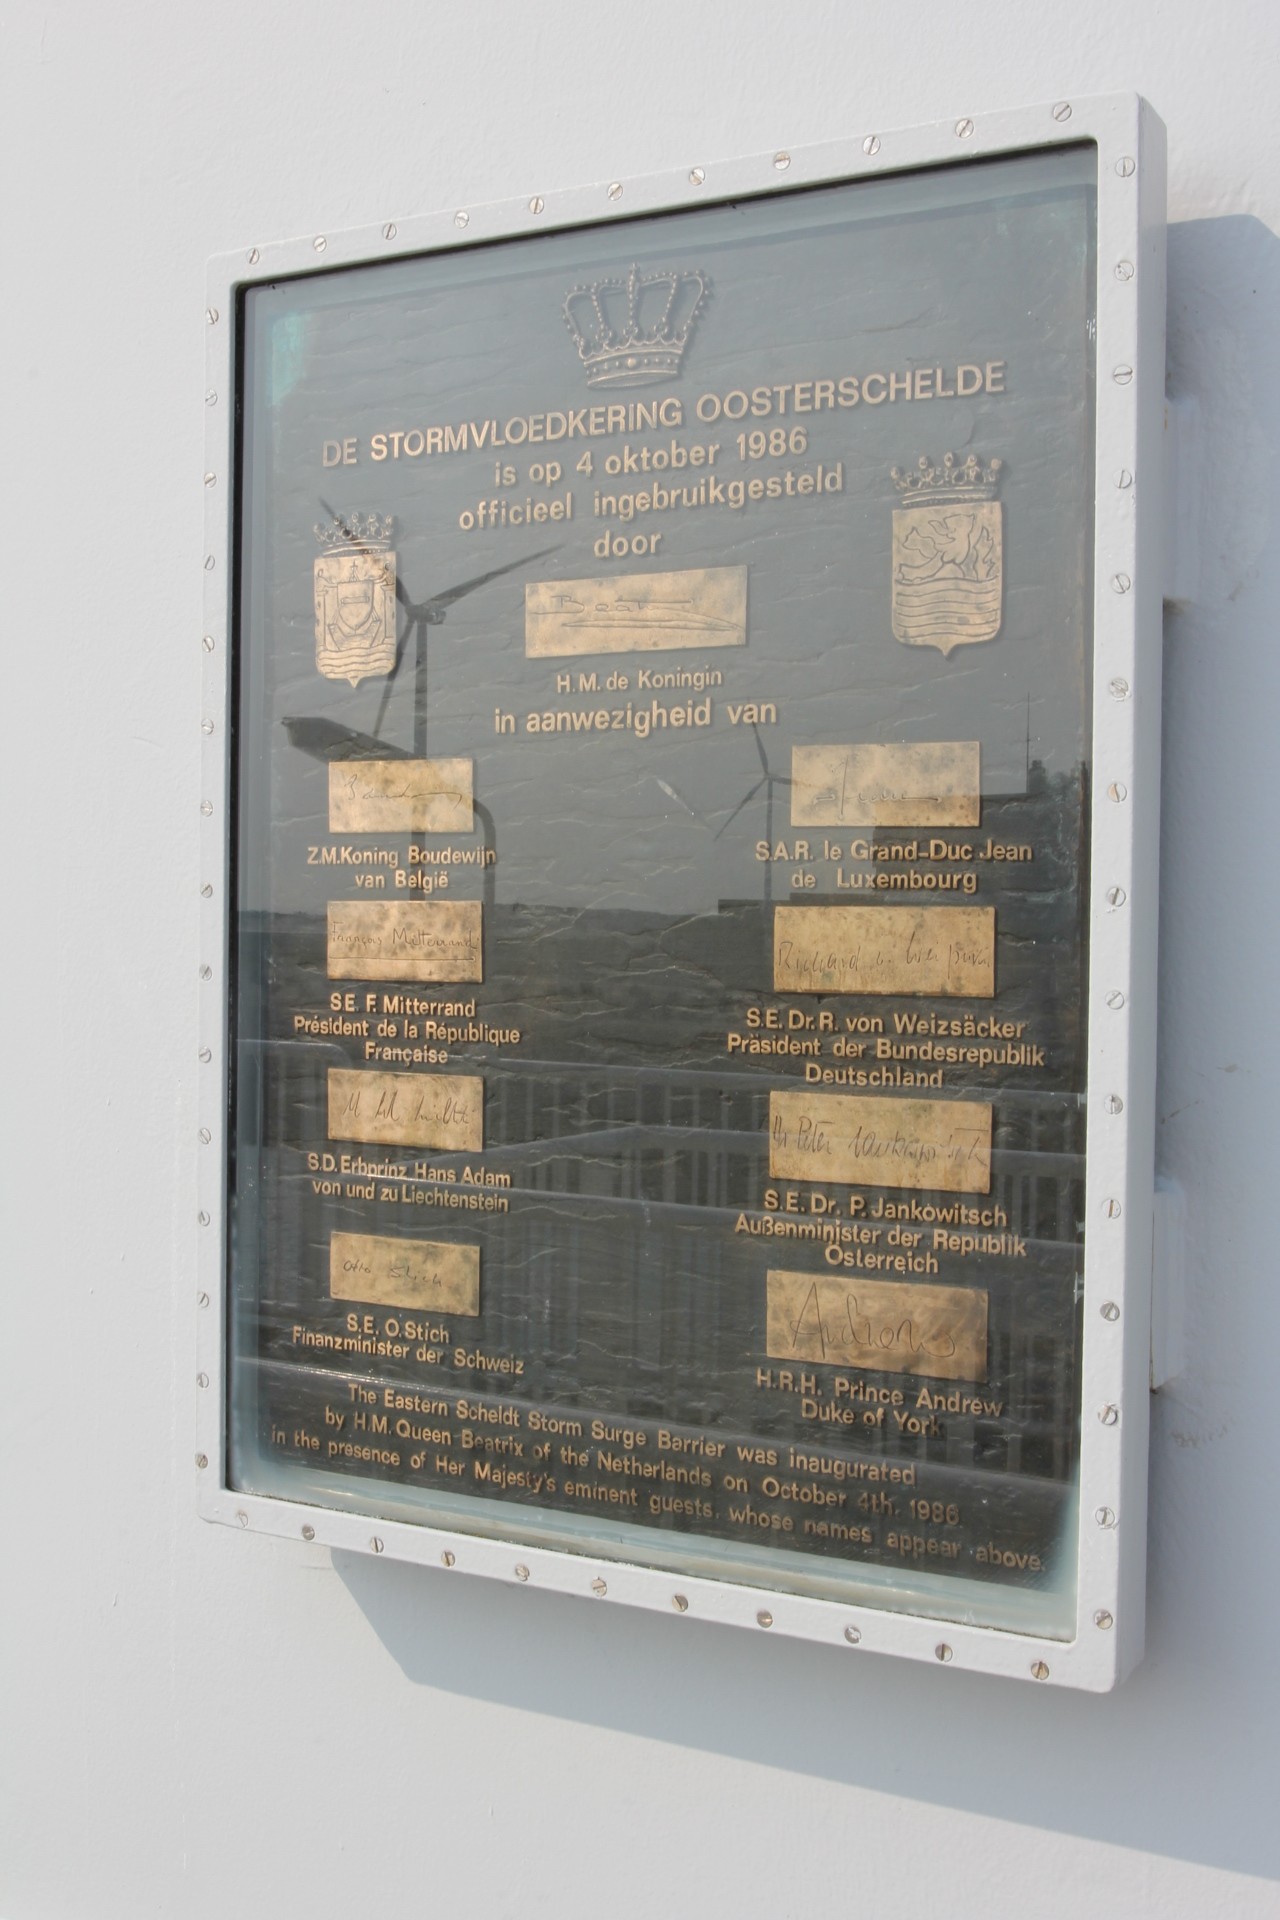 DE STORMVLOEDKERING OOSTERSCHELDE
is op 4 oktober 1986
officieel ingebruikgesteld
door
H.M. de Koningin
in aanwezigheid van
Z.M. Koning Boudewijn
van België
S.A.R. le Grand-Duc Jean
de Luxembourg
François Mitterrand
S.E. F. Mitterrand
Président de la République
Française
Richard v.
S.E. Dr. R. von Weizsäcker
Präsident der Bundesrepublik
Deutschland
S.D. Erbprinz Hans Adam
von und zu Liechtenstein
Peter Jankowitsch
S.E. Dr. P. Jankowitsch
Außenminister der Republik
Österreich
Otto Stich
S.E. O. Stich
Finanzminister der Schweiz
Andrew
H.R.H. Prince Andrew
Duke of York
The Eastern Scheldt Storm Surge Barrier was inaugurated
by H.M. Queen Beatrix of the Netherlands on October 4th, 1986
in the presence of Her Majesty's eminent guests, whose names appear above.